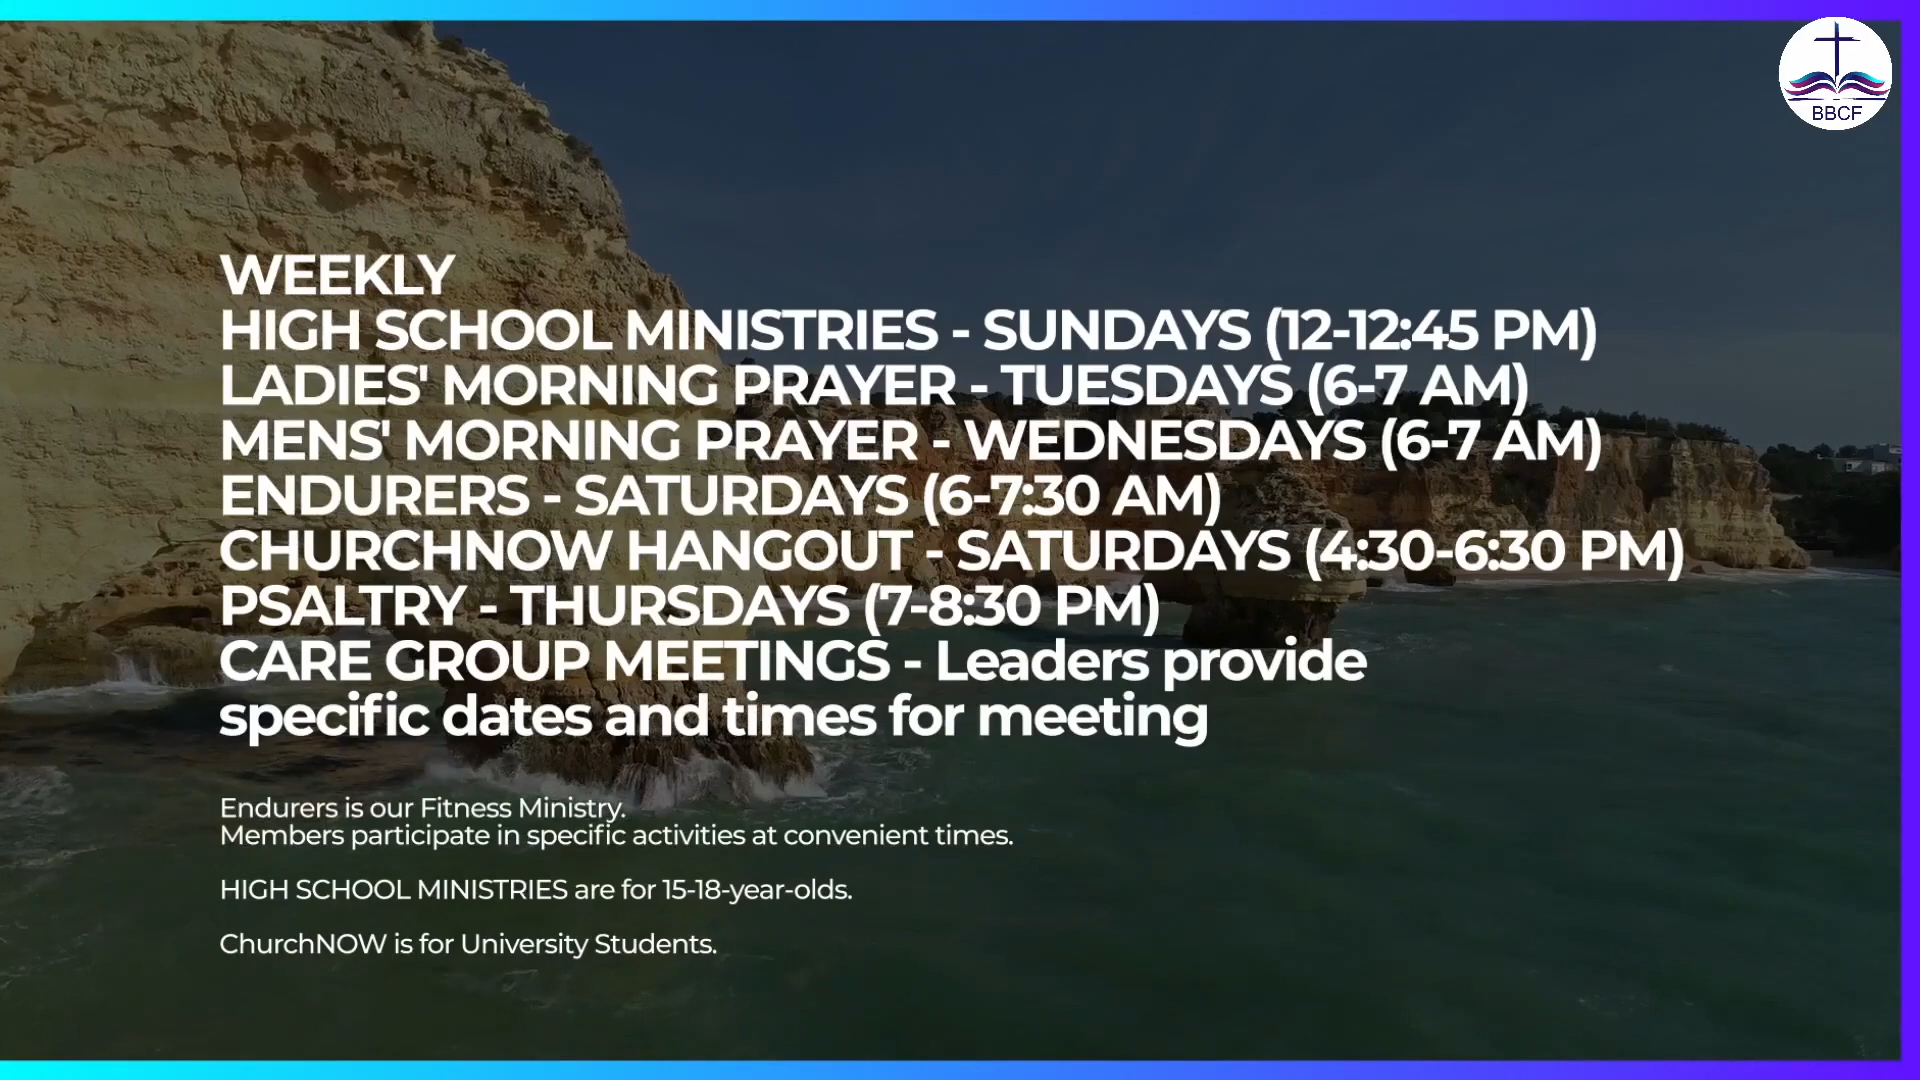 BBCF
WEEKLY
HIGH SCHOOL MINISTRIES - SUNDAYS (12-12:45 PM)
LADIES' MORNING PRAYER - TUESDAYS (6-7 AM)
MENS' MORNING PRAYER - WEDNESDAYS (6-7 AM)
ENDURERS - SATURDAYS (6-7:30 AM)
CHURCHNOW HANGOUT - SATURDAYS (4:30-6:30 PM)
PSALTRY - THURSDAYS (7-8:30 PM)
CARE GROUP MEETINGS - Leaders provide
specific dates and times for meeting
Endurers is our Fitness Ministry.
Members participate in specific activities at convenient times.
HIGH SCHOOL MINISTRIES are for 15-18-year-olds.
ChurchNOW is for University Students.